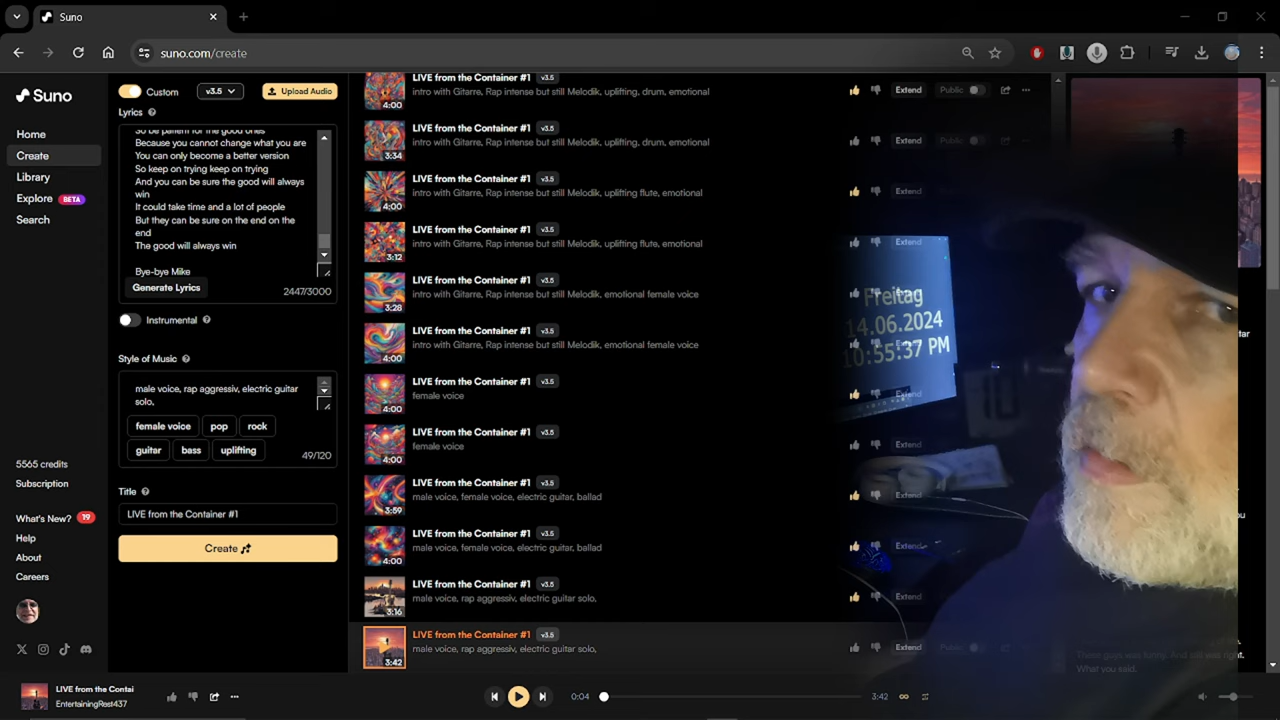 Suno
suno.com/create
Suno
Home
Create
Library
Explore BETA
Search
5565 credits
Subscription
What's New? 19
Help
About
Careers
Custom
v3.5
Upload Audio
Lyrics
So be patient for the good ones
Because you cannot change what you are
You can only become a better version
So keep on trying keep on trying
And you can be sure the good will always
win
It could take time and a lot of people
But they can be sure on the end on the
end
The good will always win
Bye-bye Mike
Generate Lyrics
2447/3000
Instrumental
Style of Music
male voice, rap aggressiv, electric guitar
solo,
female voice pop rock
guitar bass uplifting
49/120
Title
LIVE from the Container #1
Create
LIVE from the Container #1 v3.5
intro with Gitarre, Rap intense but still Melodik, uplifting, drum, emotional
4:00
Extend
Public
LIVE from the Container #1 v3.5
intro with Gitarre, Rap intense but still Melodik, uplifting, drum, emotional
3:34
Extend
Public
LIVE from the Container #1 v3.5
intro with Gitarre, Rap intense but still Melodik, uplifting flute, emotional
4:00
Extend
LIVE from the Container #1 v3.5
intro with Gitarre, Rap intense but still Melodik, uplifting flute, emotional
3:12
Extend
LIVE from the Container #1 v3.5
intro with Gitarre, Rap intense but still Melodik, emotional female voice
3:28
LIVE from the Container #1 v3.5
intro with Gitarre, Rap intense but still Melodik, emotional female voice
4:00
LIVE from the Container #1 v3.5
female voice
4:00
Extend
LIVE from the Container #1 v3.5
female voice
4:00
Extend
LIVE from the Container #1 v3.5
male voice, female voice, electric guitar, ballad
3:59
Extend
LIVE from the Container #1 v3.5
male voice, female voice, electric guitar, ballad
4:00
Extend
LIVE from the Container #1 v3.5
male voice, rap aggressiv, electric guitar solo,
3:16
Extend
LIVE from the Container #1 v3.5
male voice, rap aggressiv, electric guitar solo,
3:42
Extend
Public
Freitag
14.06.2024
10:55:37 PM
What you said.
LIVE from the Contai
EntertainingRest437
0:04
3:42